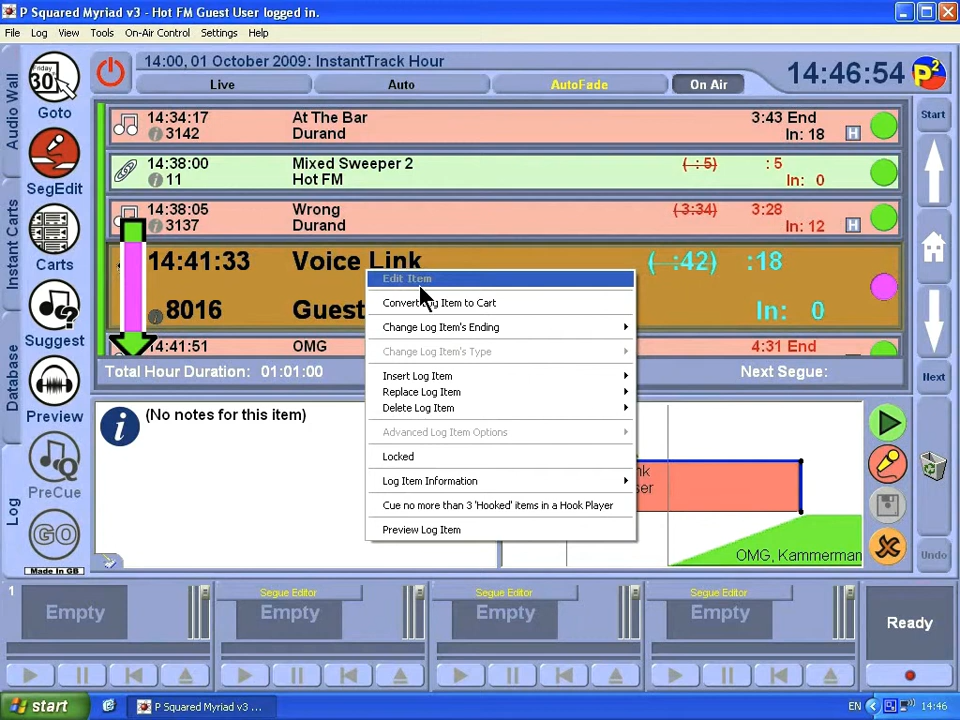 P Squared Myriad v3 - Hot FM Guest User logged in.
File Log View Tools On-Air Control Settings Help
14:00, 01 October 2009: InstantTrack Hour
14:46:54
Live Auto AutoFade On Air
Audio Wall
Instant Carts
Database
Log
Friday
30
Goto
SegEdit
Carts
Suggest
Preview
PreCue
GO
Made In GB
14:34:17 At The Bar 3:43 End
3142 Durand In: 18 H
14:38:00 Mixed Sweeper 2 ( : 5) : 5
11 Hot FM In: 0
14:38:05 Wrong ( 3:34) 3:28
3137 Durand In: 12 H
14:41:33 Voice Link ( :42) :18
8016 Guest In: 0
14:41:51 OMG 4:31 End
Total Hour Duration: 01:01:00 Next Segue:
Edit Item
Convert Log Item to Cart
Change Log Item's Ending
Change Log Item's Type
Insert Log Item
Replace Log Item
Delete Log Item
Advanced Log Item Options
Locked
Log Item Information
Cue no more than 3 'Hooked' items in a Hook Player
Preview Log Item
(No notes for this item)
nk
ser
OMG, Kammerman
Start
Next
Undo
1
Empty
Segue Editor
Empty
Segue Editor
Empty
Segue Editor
Empty
Ready
start P Squared Myriad v3 ... EN 14:46